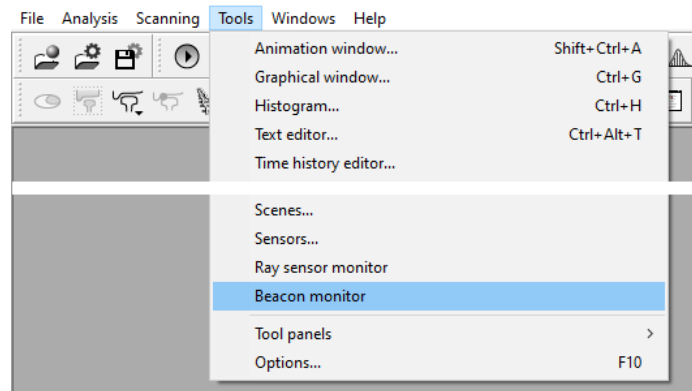 File Analysis Scanning Tools Windows Help
Animation window... Shift+Ctrl+A
Graphical window... Ctrl+G
Histogram... Ctrl+H
Text editor... Ctrl+Alt+T
Time history editor...
Scenes...
Sensors...
Ray sensor monitor
Beacon monitor
Tool panels
Options... F10